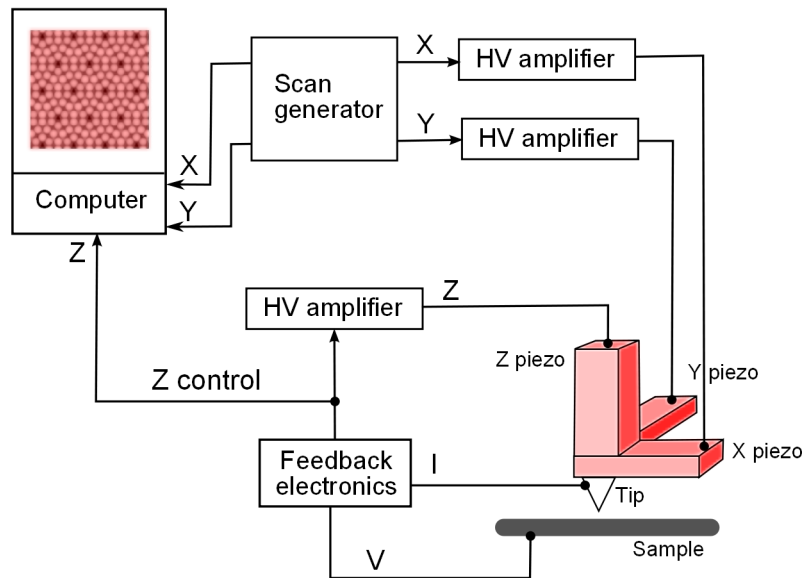 X
HV amplifier
Scan
generator
Y
HV amplifier
X
Computer
Y
Z
Z
HV amplifier
Z piezo
Y piezo
Z control
X piezo
Feedback
electronics
I
Tip
Sample
V